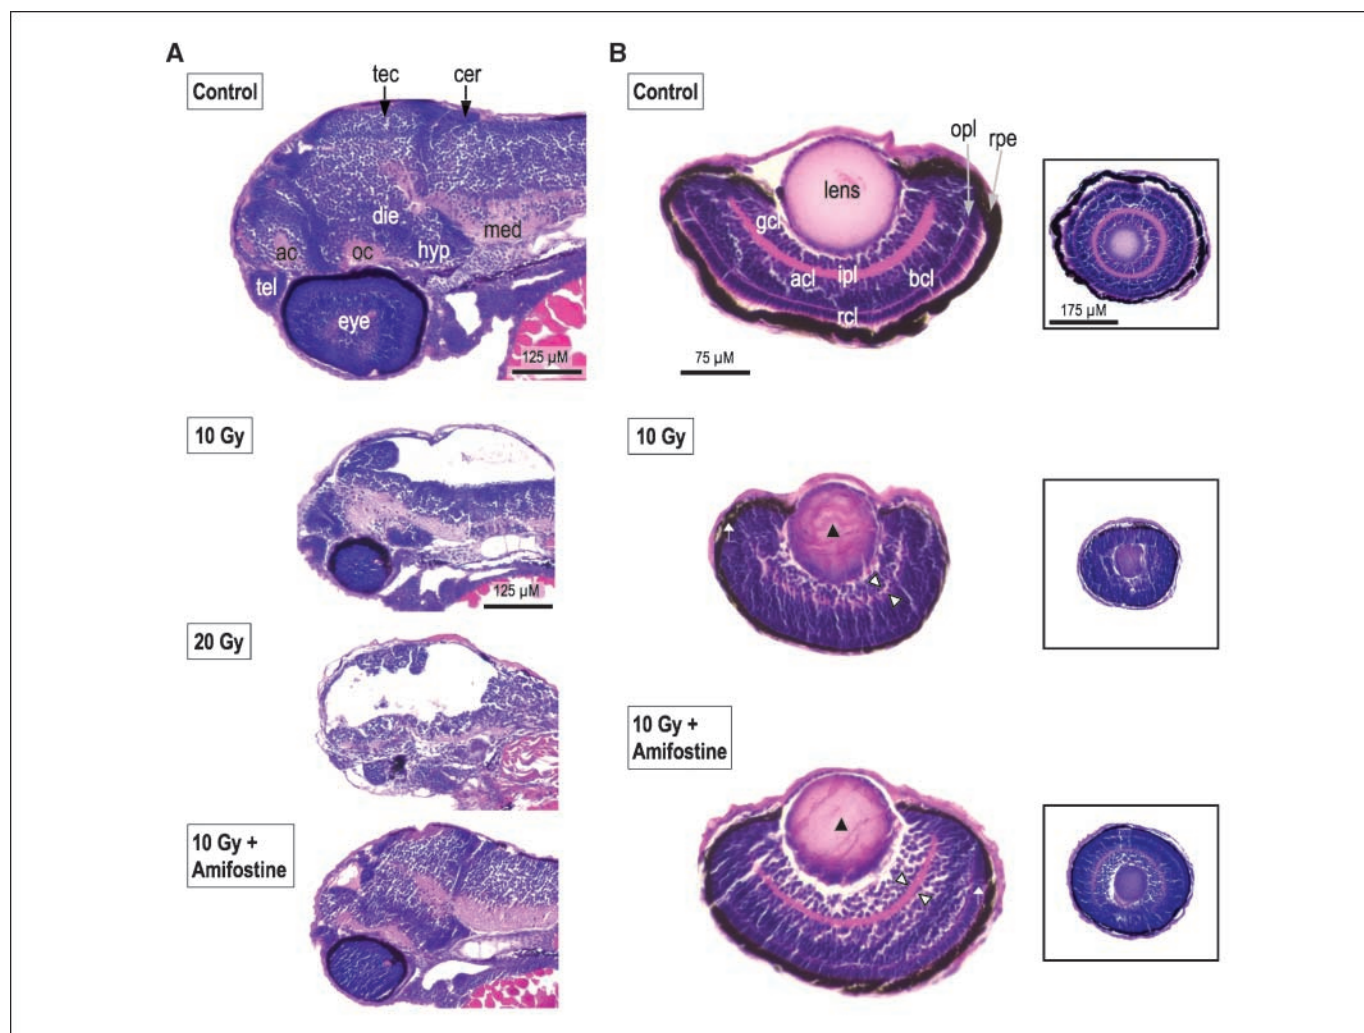 A
Control
tec
cer
die
med
ao
oc
hyp
tel
eye
125 µM
10 Gy
125 µM
20 Gy
10 Gy +
Amifostine
B
Control
opl
rpe
lens
gcl
acl
ipl
bcl
rcl
75 µM
175 µM
10 Gy
10 Gy +
Amifostine